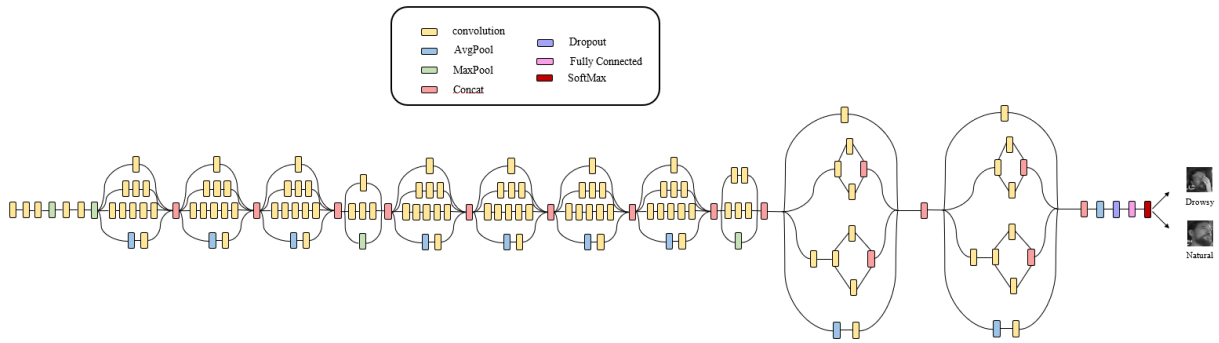 convolution
AvgPool
MaxPool
Concat
Dropout
Fully Connected
SoftMax
Drowsy
Natural